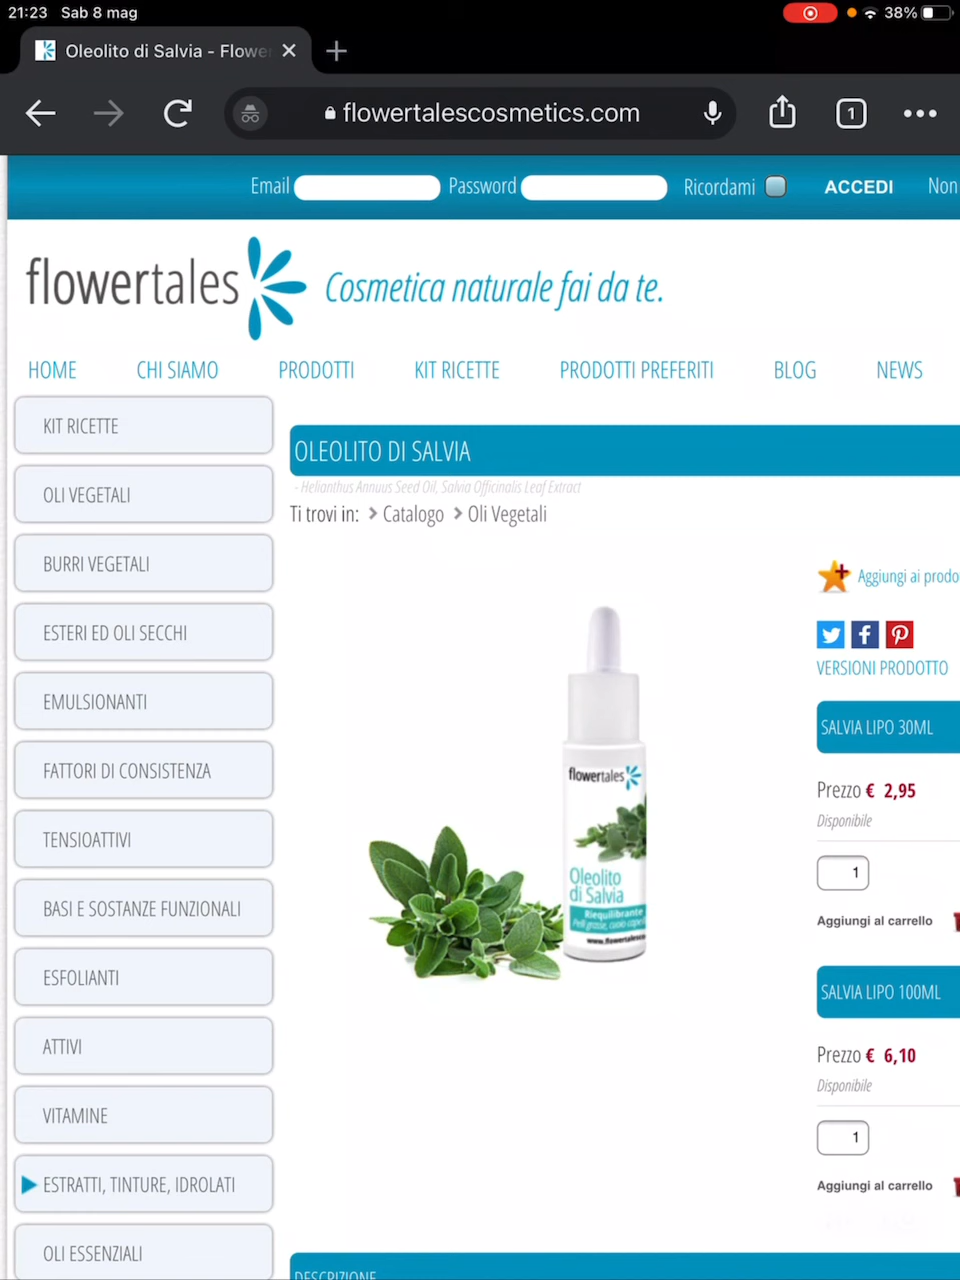 21:23 Sab 8 mag
38%
Oleolito di Salvia - Flower
flowertalescosmetics.com
1
Email Password Ricordami ACCEDI Non
flowertales Cosmetica naturale fai da te.
HOME CHI SIAMO PRODOTTI KIT RICETTE PRODOTTI PREFERITI BLOG NEWS
KIT RICETTE
OLI VEGETALI
BURRI VEGETALI
ESTERI ED OLI SECCHI
EMULSIONANTI
FATTORI DI CONSISTENZA
TENSIOATTIVI
BASI E SOSTANZE FUNZIONALI
ESFOLIANTI
ATTIVI
VITAMINE
ESTRATTI, TINTURE, IDROLATI
OLI ESSENZIALI
OLEOLITO DI SALVIA
- Helianthus Annuus Seed Oil, Salvia Officinalis Leaf Extract
Ti trovi in: > Catalogo > Oli Vegetali
flowertales
Oleolito
di Salvia
Riequilibrante
Pelli grasse, cuoio
Aggiungi ai prodo
VERSIONI PRODOTTO
SALVIA LIPO 30ML
Prezzo € 2,95
Disponibile
1
Aggiungi al carrello
SALVIA LIPO 100ML
Prezzo € 6,10
Disponibile
1
Aggiungi al carrello
DESCRIZIONE